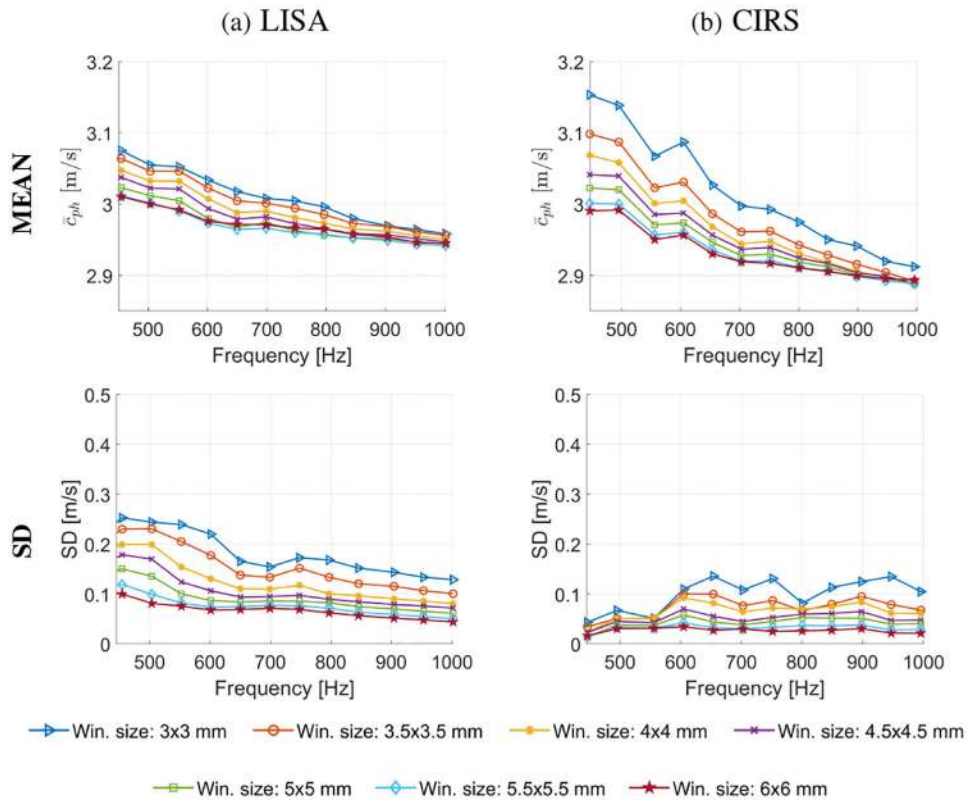 (a) LISA
(b) CIRS
MEAN
3.2
3.1
3
2.9
c̄ph [m/s]
500 600 700 800 900 1000
Frequency [Hz]
3.2
3.1
3
2.9
c̄ph [m/s]
500 600 700 800 900 1000
Frequency [Hz]
SD
0.5
0.4
0.3
0.2
0.1
0
SD [m/s]
500 600 700 800 900 1000
Frequency [Hz]
0.5
0.4
0.3
0.2
0.1
0
SD [m/s]
500 600 700 800 900 1000
Frequency [Hz]
Win. size: 3x3 mm Win. size: 3.5x3.5 mm Win. size: 4x4 mm Win. size: 4.5x4.5 mm
Win. size: 5x5 mm Win. size: 5.5x5.5 mm Win. size: 6x6 mm